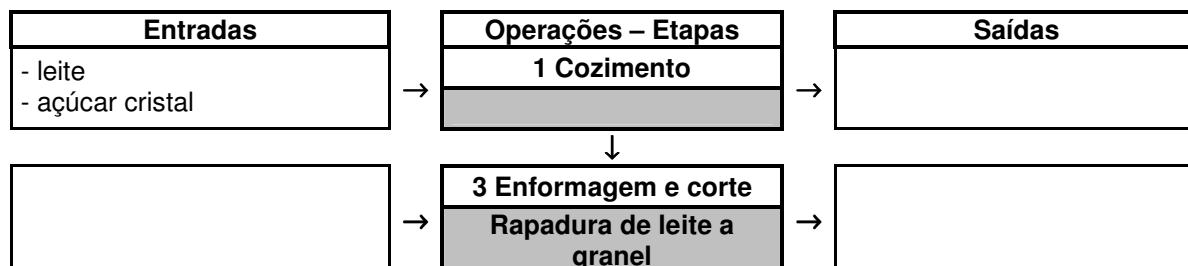 Entradas
Operações – Etapas
Saídas
- leite
- açúcar cristal
→
1 Cozimento
→
↓
→
3 Enformagem e corte
Rapadura de leite a
granel
→